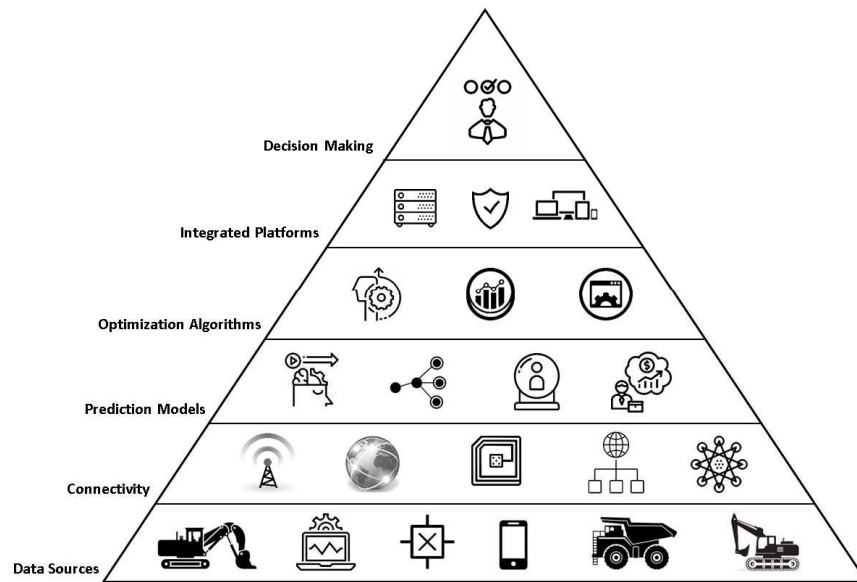 Decision Making
Integrated Platforms
Optimization Algorithms
Prediction Models
Connectivity
Data Sources